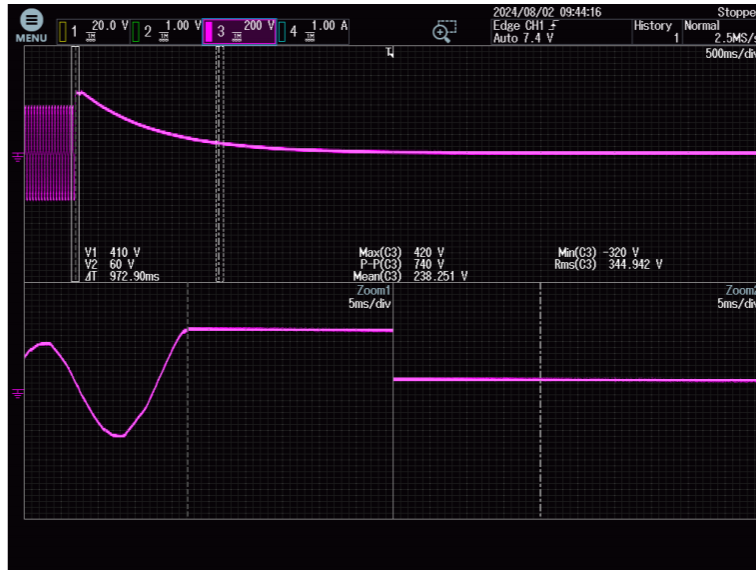 2024/08/02 09:44:16 Stoppe
MENU 1 20.0 V 2 1.00 V 3 200 V 4 1.00 A Edge CH1 Auto 7.4 V History 1 Normal 2.5MS/s
500ms/div
V1 410 V Max(C3) 420 V Min(C3) -320 V
V2 60 V P-P(C3) 740 V Rms(C3) 344.942 V
ΔT 972.90ms Mean(C3) 238.251 V
Zoom1 Zoom2
5ms/div 5ms/div